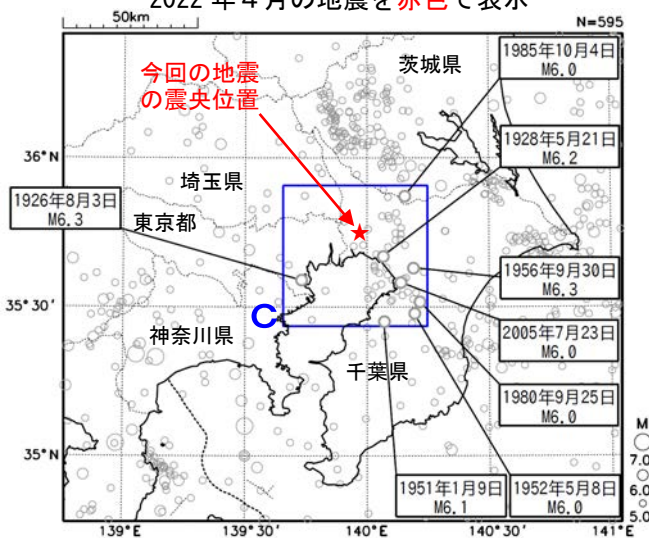 2022 年４月の地震を赤色で表示
50km
N=595
今回の地震
の震央位置
茨城県
1985年10月4日
M6.0
1928年5月21日
M6.2
36°N
埼玉県
1926年8月3日
M6.3
東京都
1956年9月30日
M6.3
35°30′N
C
神奈川県
2005年7月23日
M6.0
千葉県
1980年9月25日
M6.0
35°N
1951年1月9日
M6.1
1952年5月8日
M6.0
M
7.0
6.0
5.0
139°E
139°30′E
140°E
140°30′E
141°E